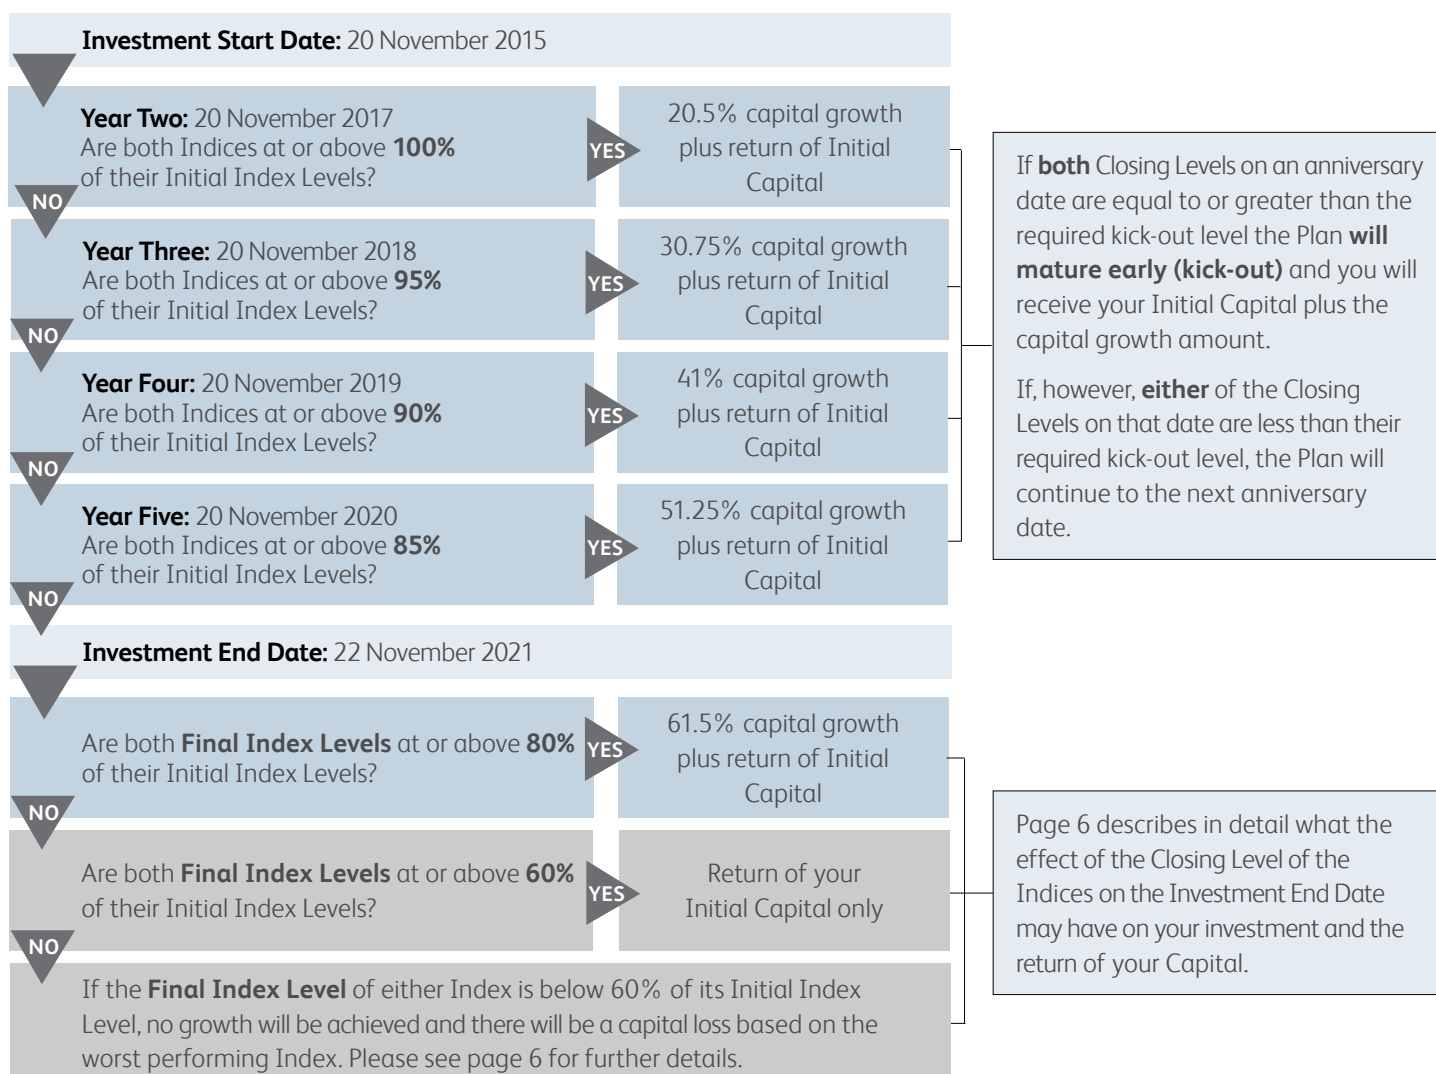 Investment Start Date: 20 November 2015
Year Two: 20 November 2017
Are both Indices at or above 100%
of their Initial Index Levels?
YES
20.5% capital growth
plus return of Initial
Capital
NO
Year Three: 20 November 2018
Are both Indices at or above 95%
of their Initial Index Levels?
YES
30.75% capital growth
plus return of Initial
Capital
NO
Year Four: 20 November 2019
Are both Indices at or above 90%
of their Initial Index Levels?
YES
41% capital growth
plus return of Initial
Capital
NO
Year Five: 20 November 2020
Are both Indices at or above 85%
of their Initial Index Levels?
YES
51.25% capital growth
plus return of Initial
Capital
NO
If both Closing Levels on an anniversary
date are equal to or greater than the
required kick-out level the Plan will
mature early (kick-out) and you will
receive your Initial Capital plus the
capital growth amount.
If, however, either of the Closing
Levels on that date are less than their
required kick-out level, the Plan will
continue to the next anniversary
date.
Investment End Date: 22 November 2021
Are both Final Index Levels at or above 80%
of their Initial Index Levels?
YES
61.5% capital growth
plus return of Initial
Capital
NO
Are both Final Index Levels at or above 60%
of their Initial Index Levels?
YES
Return of your
Initial Capital only
NO
If the Final Index Level of either Index is below 60% of its Initial Index
Level, no growth will be achieved and there will be a capital loss based on the
worst performing Index. Please see page 6 for further details.
Page 6 describes in detail what the
effect of the Closing Level of the
Indices on the Investment End Date
may have on your investment and the
return of your Capital.